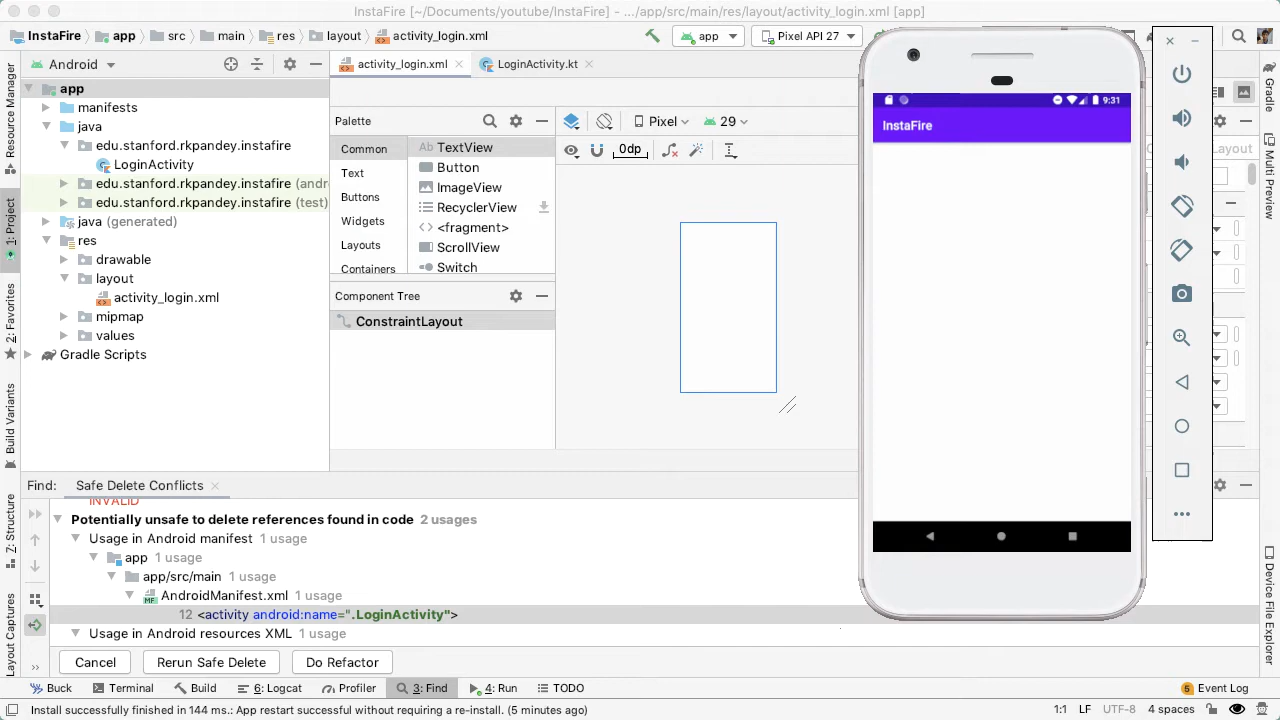 InstaFire [~/Documents/youtube/InstaFire] - .../app/src/main/res/layout/activity_login.xml [app]
InstaFire app src main res layout activity_login.xml app Pixel API 27
Android activity_login.xml LoginActivity.kt
app
manifests
java
edu.stanford.rkpandey.instafire
LoginActivity
edu.stanford.rkpandey.instafire (andr
edu.stanford.rkpandey.instafire (test)
java (generated)
res
drawable
layout
activity_login.xml
mipmap
values
Gradle Scripts
Palette
Common
Text
Buttons
Widgets
Layouts
Containers
Ab TextView
Button
ImageView
RecyclerView
<fragment>
ScrollView
Switch
Pixel 29
0dp
Component Tree
ConstraintLayout
9:31
InstaFire
Layout
Resource Manager
1: Project
2: Favorites
Build Variants
Z: Structure
Layout Captures
Gradle
Multi Preview
Device File Explorer
Find: Safe Delete Conflicts
INVALID
Potentially unsafe to delete references found in code 2 usages
Usage in Android manifest 1 usage
app 1 usage
app/src/main 1 usage
AndroidManifest.xml 1 usage
12 <activity android:name=".LoginActivity">
Usage in Android resources XML 1 usage
Cancel Rerun Safe Delete Do Refactor
Buck Terminal Build 6: Logcat Profiler 3: Find 4: Run TODO 6 Event Log
Install successfully finished in 144 ms.: App restart successful without requiring a re-install. (5 minutes ago) 1:1 LF UTF-8 4 spaces